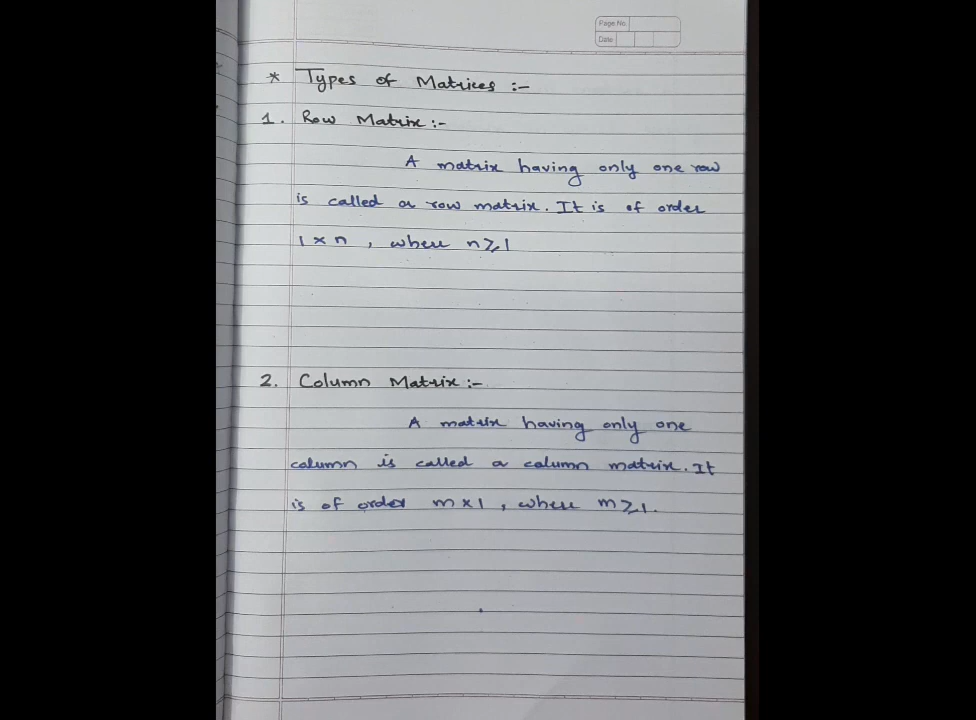 Page No.
Date
* Types of Matrices :-
1. Row Matrix :-
A matrix having only one row
is called a row matrix. It is of order
1 × n , where n ⩾ 1
2. Column Matrix :-
A matrix having only one
column is called a column matrix. It
is of order m × 1 , where m ⩾ 1.